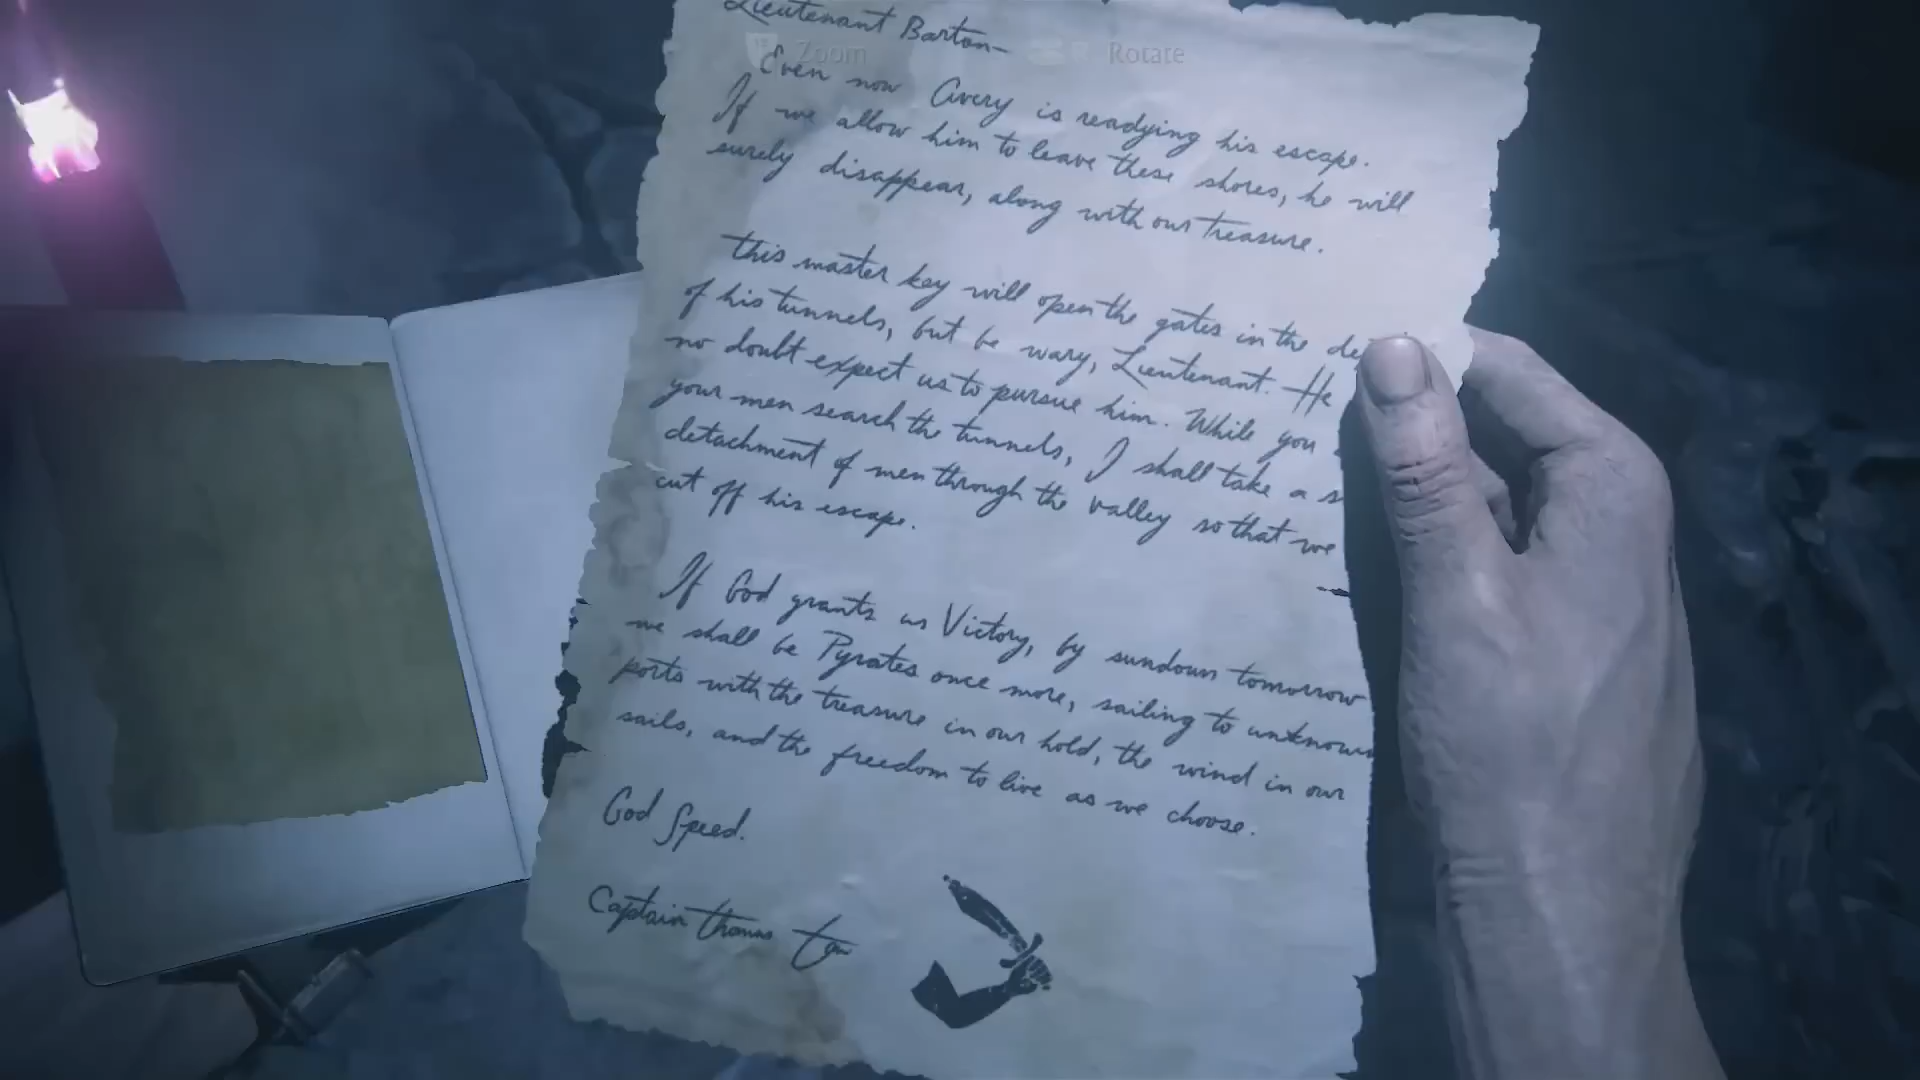 Lieutenant Barton-
Zoom
Rotate
Even now Avery is readying his escape.
If we allow him to leave these shores, he will
surely disappear, along with our treasure.
This master key will open the gates in the
of his tunnels, but be wary, Lieutenant. He
no doubt expect us to pursue him. While you
your men search the tunnels, I shall take a
detachment of men through the valley so that we
cut off his escape.
If God grants us Victory, by sundown tomorrow
we shall be Pyrates once more, sailing to unknown
ports with the treasure in our hold, the wind in our
sails, and the freedom to live as we choose.
God Speed.
Captain Thomas Tew